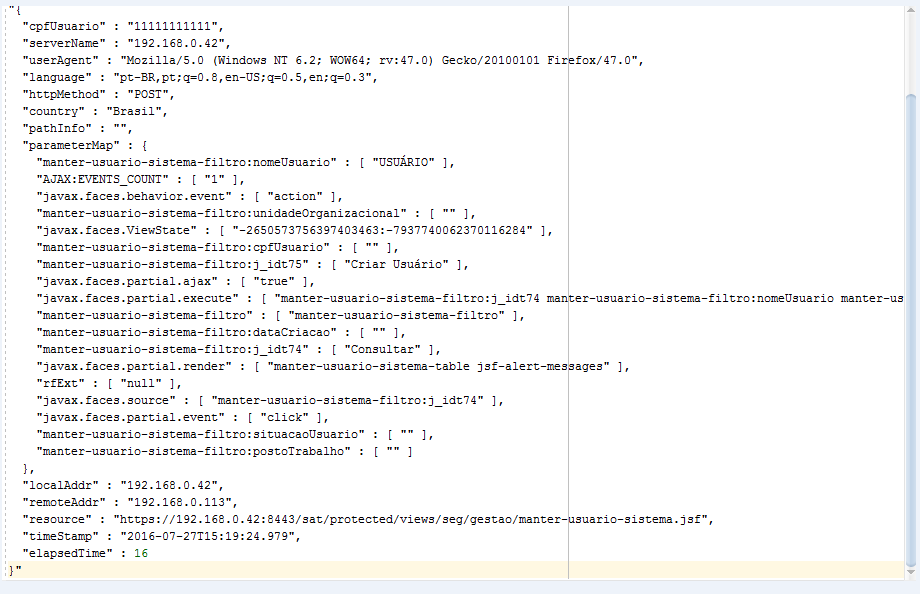 "{
"cpfUsuario" : "11111111111",
"serverName" : "192.168.0.42",
"userAgent" : "Mozilla/5.0 (Windows NT 6.2; WOW64; rv:47.0) Gecko/20100101 Firefox/47.0",
"language" : "pt-BR,pt;q=0.8,en-US;q=0.5,en;q=0.3",
"httpMethod" : "POST",
"country" : "Brasil",
"pathInfo" : "",
"parameterMap" : {
"manter-usuario-sistema-filtro:nomeUsuario" : [ "USUÁRIO" ],
"AJAX:EVENTS_COUNT" : [ "1" ],
"javax.faces.behavior.event" : [ "action" ],
"manter-usuario-sistema-filtro:unidadeOrganizacional" : [ "" ],
"javax.faces.ViewState" : [ "-2650573756397403463:-7937740062370116284" ],
"manter-usuario-sistema-filtro:cpfUsuario" : [ "" ],
"manter-usuario-sistema-filtro:j_idt75" : [ "Criar Usuário" ],
"javax.faces.partial.ajax" : [ "true" ],
"javax.faces.partial.execute" : [ "manter-usuario-sistema-filtro:j_idt74 manter-usuario-sistema-filtro:nomeUsuario manter-us
"manter-usuario-sistema-filtro" : [ "manter-usuario-sistema-filtro" ],
"manter-usuario-sistema-filtro:dataCriacao" : [ "" ],
"manter-usuario-sistema-filtro:j_idt74" : [ "Consultar" ],
"javax.faces.partial.render" : [ "manter-usuario-sistema-table jsf-alert-messages" ],
"rfExt" : [ "null" ],
"javax.faces.source" : [ "manter-usuario-sistema-filtro:j_idt74" ],
"javax.faces.partial.event" : [ "click" ],
"manter-usuario-sistema-filtro:situacaoUsuario" : [ "" ],
"manter-usuario-sistema-filtro:postoTrabalho" : [ "" ]
},
"localAddr" : "192.168.0.42",
"remoteAddr" : "192.168.0.113",
"resource" : "https://192.168.0.42:8443/sat/protected/views/seg/gestao/manter-usuario-sistema.jsf",
"timeStamp" : "2016-07-27T15:19:24.979",
"elapsedTime" : 16
}"